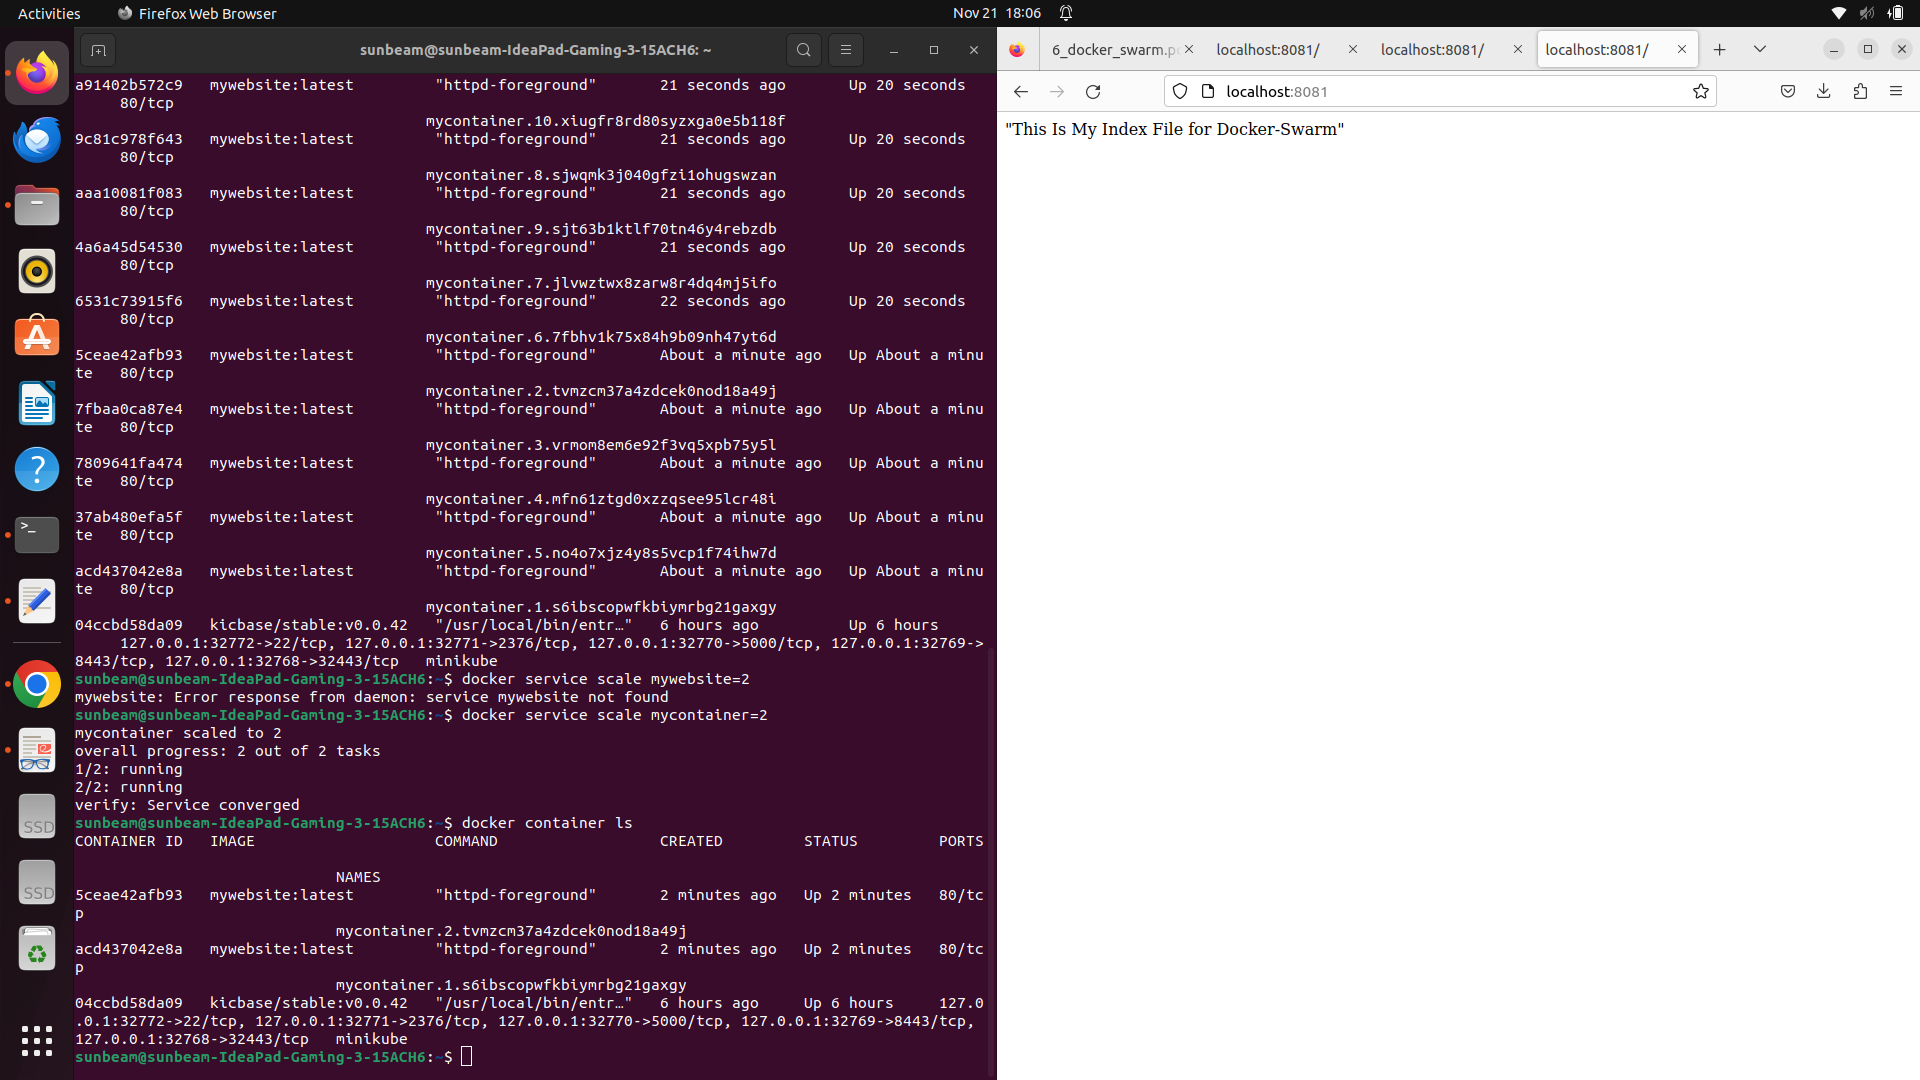 Activities Firefox Web Browser Nov 21 18:06
sunbeam@sunbeam-IdeaPad-Gaming-3-15ACH6: ~
a91402b572c9 mywebsite:latest "httpd-foreground" 21 seconds ago Up 20 seconds
80/tcp
mycontainer.10.xiugfr8rd80syzxga0e5b118f
9c81c978f643 mywebsite:latest "httpd-foreground" 21 seconds ago Up 20 seconds
80/tcp
mycontainer.8.sjwqmk3j040gfzi1ohugswzan
aaa10081f083 mywebsite:latest "httpd-foreground" 21 seconds ago Up 20 seconds
80/tcp
mycontainer.9.sjt63b1ktlf70tn46y4rebzdb
4a6a45d54530 mywebsite:latest "httpd-foreground" 21 seconds ago Up 20 seconds
80/tcp
mycontainer.7.jlvwztwx8zarw8r4dq4mj5ifo
6531c73915f6 mywebsite:latest "httpd-foreground" 22 seconds ago Up 20 seconds
80/tcp
mycontainer.6.7fbhv1k75x84h9b09nh47yt6d
5ceae42afb93 mywebsite:latest "httpd-foreground" About a minute ago Up About a minu
te 80/tcp
mycontainer.2.tvmzcm37a4zdcek0nod18a49j
7fbaa0ca87e4 mywebsite:latest "httpd-foreground" About a minute ago Up About a minu
te 80/tcp
mycontainer.3.vrmom8em6e92f3vq5xpb75y5l
7809641fa474 mywebsite:latest "httpd-foreground" About a minute ago Up About a minu
te 80/tcp
mycontainer.4.mfn61ztgd0xzzqsee95lcr48i
37ab480efa5f mywebsite:latest "httpd-foreground" About a minute ago Up About a minu
te 80/tcp
mycontainer.5.no4o7xjz4y8s5vcp1f74ihw7d
acd437042e8a mywebsite:latest "httpd-foreground" About a minute ago Up About a minu
te 80/tcp
mycontainer.1.s6ibscopwfkbiymrbg21gaxgy
04ccbd58da09 kicbase/stable:v0.0.42 "/usr/local/bin/entr…" 6 hours ago Up 6 hours
127.0.0.1:32772->22/tcp, 127.0.0.1:32771->2376/tcp, 127.0.0.1:32770->5000/tcp, 127.0.0.1:32769->
8443/tcp, 127.0.0.1:32768->32443/tcp minikube
sunbeam@sunbeam-IdeaPad-Gaming-3-15ACH6:~$ docker service scale mywebsite=2
mywebsite: Error response from daemon: service mywebsite not found
sunbeam@sunbeam-IdeaPad-Gaming-3-15ACH6:~$ docker service scale mycontainer=2
mycontainer scaled to 2
overall progress: 2 out of 2 tasks
1/2: running
2/2: running
verify: Service converged
sunbeam@sunbeam-IdeaPad-Gaming-3-15ACH6:~$ docker container ls
CONTAINER ID IMAGE COMMAND CREATED STATUS PORTS
NAMES
5ceae42afb93 mywebsite:latest "httpd-foreground" 2 minutes ago Up 2 minutes 80/tc
p
mycontainer.2.tvmzcm37a4zdcek0nod18a49j
acd437042e8a mywebsite:latest "httpd-foreground" 2 minutes ago Up 2 minutes 80/tc
p
mycontainer.1.s6ibscopwfkbiymrbg21gaxgy
04ccbd58da09 kicbase/stable:v0.0.42 "/usr/local/bin/entr…" 6 hours ago Up 6 hours 127.0
.0.1:32772->22/tcp, 127.0.0.1:32771->2376/tcp, 127.0.0.1:32770->5000/tcp, 127.0.0.1:32769->8443/tcp,
127.0.0.1:32768->32443/tcp minikube
sunbeam@sunbeam-IdeaPad-Gaming-3-15ACH6:~$
SSD
SSD
6_docker_swarm.p localhost:8081/ localhost:8081/ localhost:8081/
localhost:8081
"This Is My Index File for Docker-Swarm"